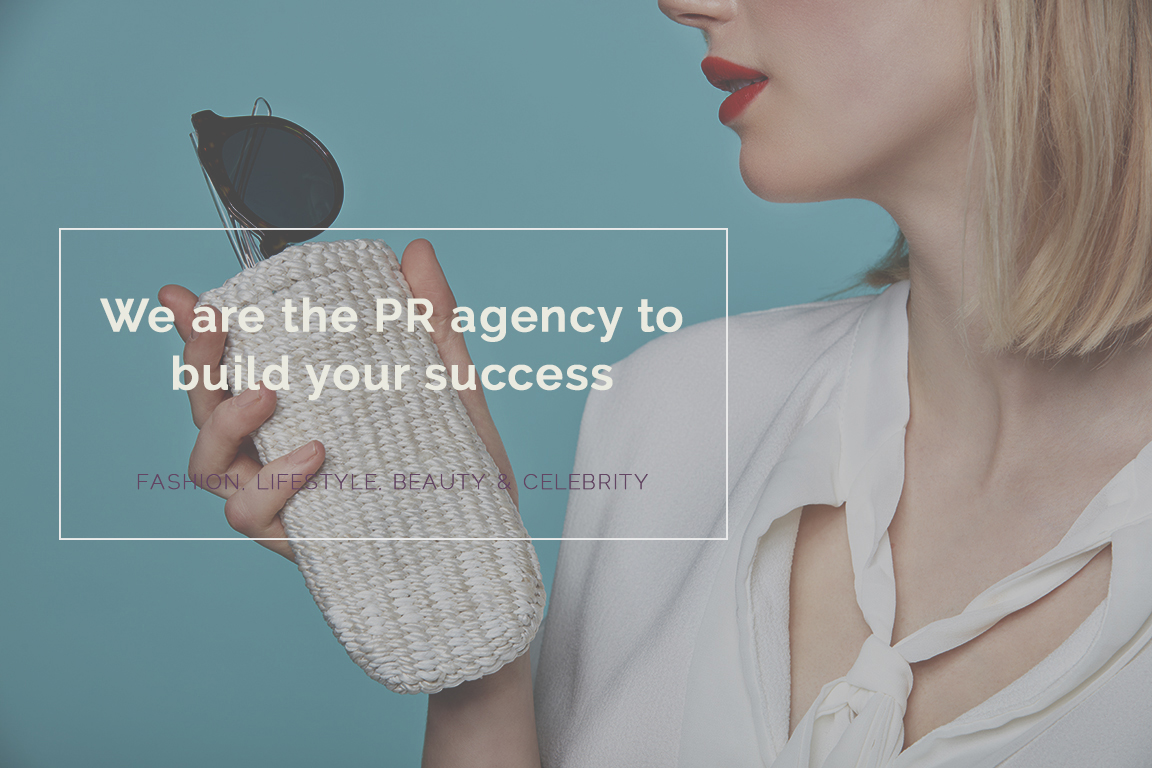 We are the PR agency to
build your success
FASHION, LIFESTYLE, BEAUTY & CELEBRITY